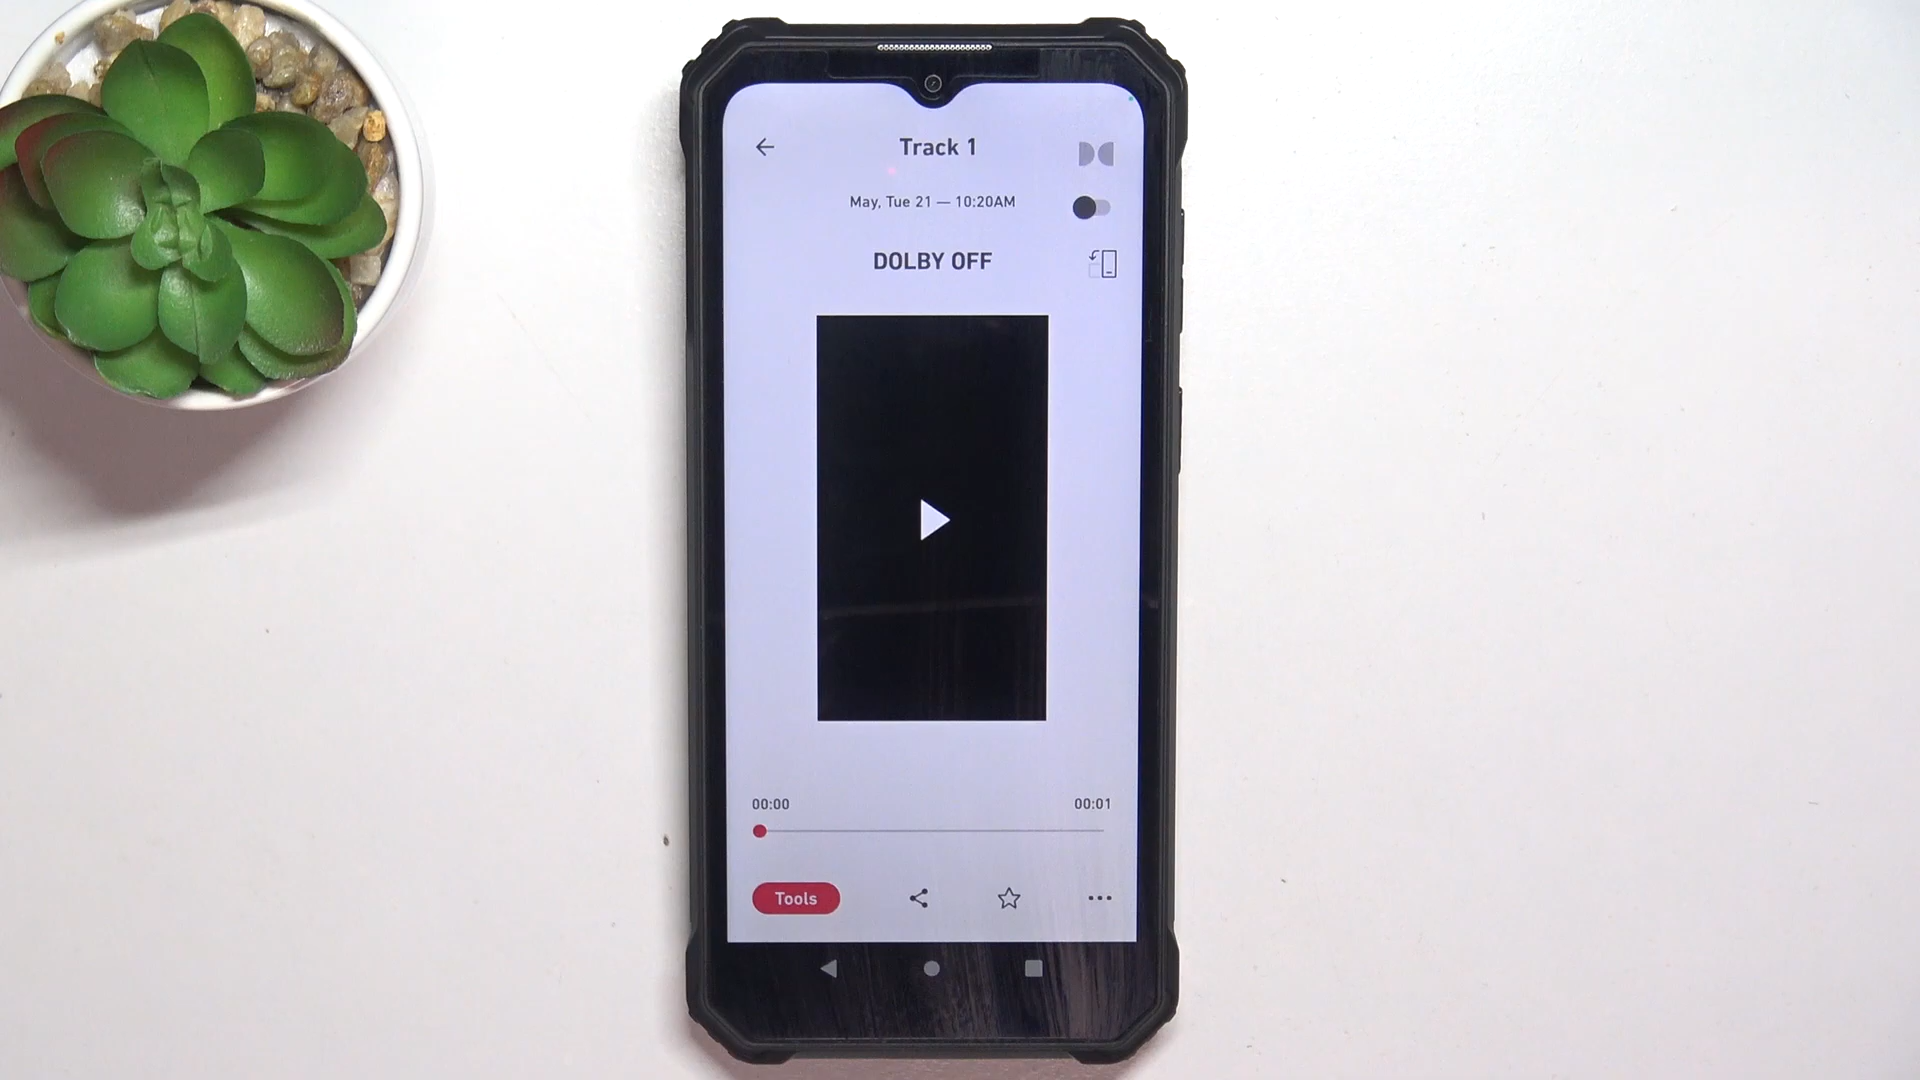 Track 1
May, Tue 21 — 10:20AM
DOLBY OFF
00:00 00:01
Tools